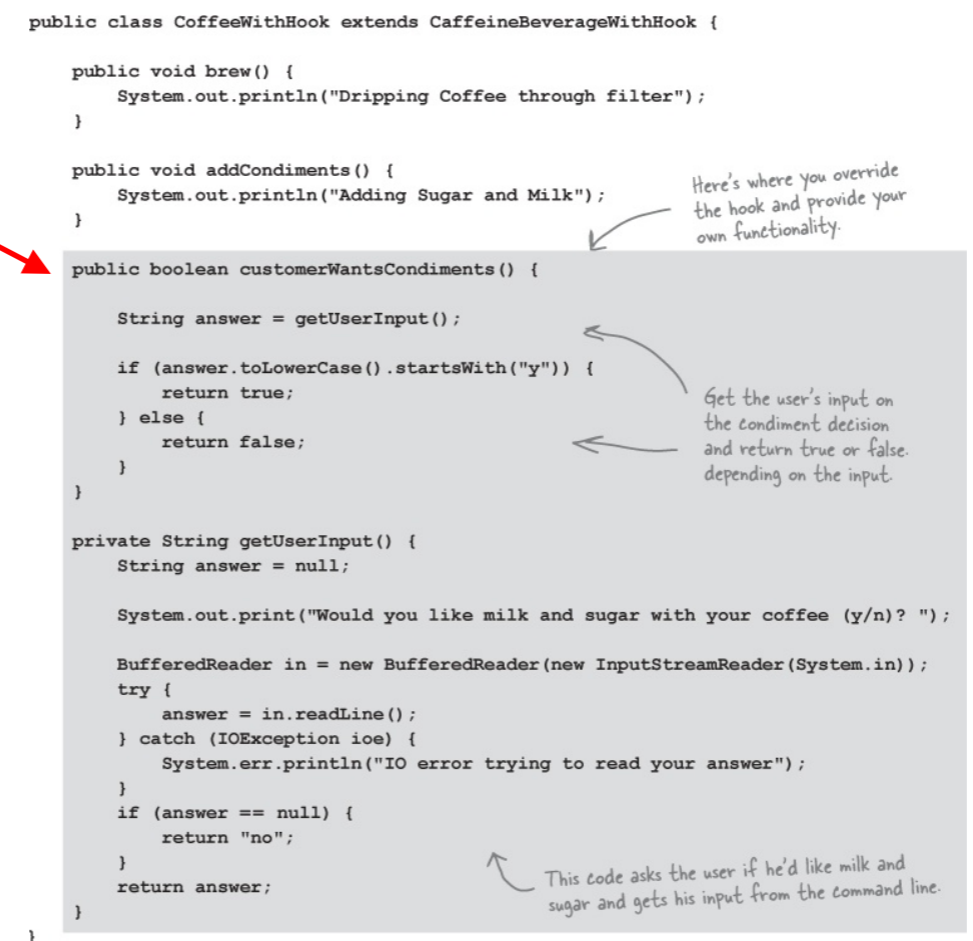 public class CoffeeWithHook extends CaffeineBeverageWithHook {
public void brew() {
System.out.println("Dripping Coffee through filter");
}
public void addCondiments() {
System.out.println("Adding Sugar and Milk");
}
Here's where you override
the hook and provide your
own functionality.
public boolean customerWantsCondiments() {
String answer = getUserInput();
if (answer.toLowerCase().startsWith("y")) {
return true;
} else {
return false;
}
}
Get the user's input on
the condiment decision
and return true or false.
depending on the input.
private String getUserInput() {
String answer = null;
System.out.print("Would you like milk and sugar with your coffee (y/n)? ");
BufferedReader in = new BufferedReader(new InputStreamReader(System.in));
try {
answer = in.readLine();
} catch (IOException ioe) {
System.err.println("IO error trying to read your answer");
}
if (answer == null) {
return "no";
}
return answer;
}
This code asks the user if he'd like milk and
sugar and gets his input from the command line.
}